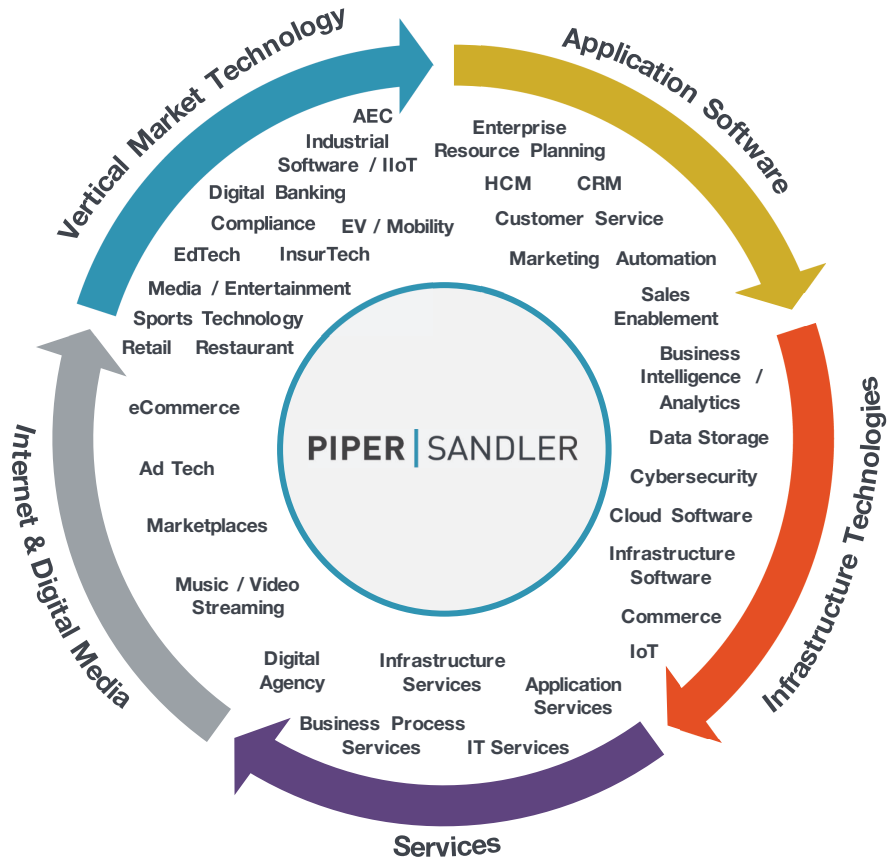 Vertical Market Technology
AEC
Industrial
Software / IIoT
Digital Banking
Compliance
EV / Mobility
EdTech
InsurTech
Media / Entertainment
Sports Technology
Retail
Restaurant
Application Software
Enterprise
Resource Planning
HCM
CRM
Customer Service
Marketing Automation
Sales
Enablement
Infrastructure Technologies
Business
Intelligence /
Analytics
Data Storage
Cybersecurity
Cloud Software
Infrastructure
Software
Commerce
IoT
Services
Application
Services
Infrastructure
Services
IT Services
Business Process
Services
Digital
Agency
Internet & Digital Media
eCommerce
Ad Tech
Marketplaces
Music / Video
Streaming
PIPER | SANDLER